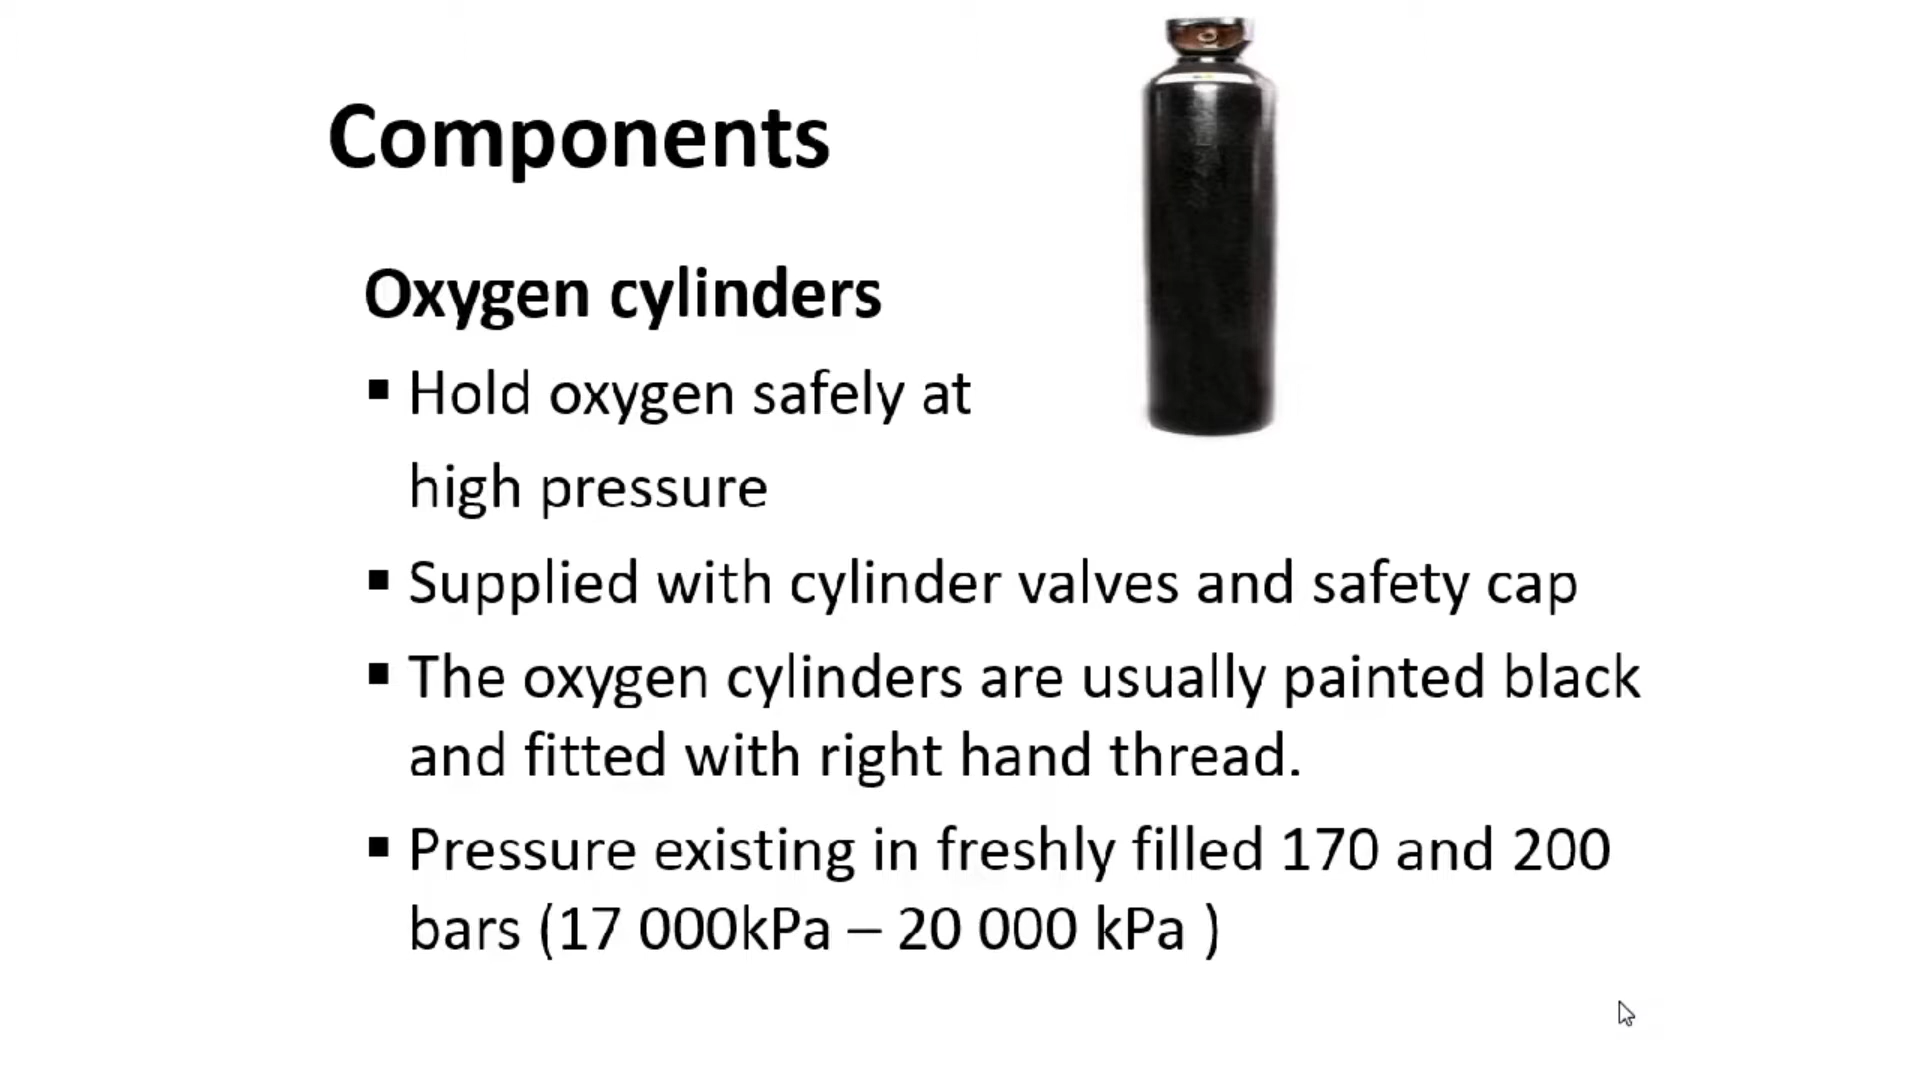 Components
Oxygen cylinders
▪ Hold oxygen safely at
high pressure
▪ Supplied with cylinder valves and safety cap
▪ The oxygen cylinders are usually painted black
and fitted with right hand thread.
▪ Pressure existing in freshly filled 170 and 200
bars (17 000kPa – 20 000 kPa )